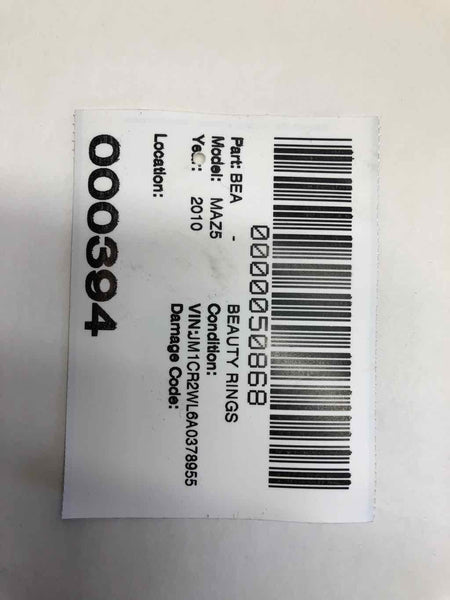 0000050868
Part: BEA - BEAUTY RINGS
Model: MAZ5 Condition:
Year: 2010 VIN:JM1CR2WL6A0378955
Damage Code:
Location:
000394